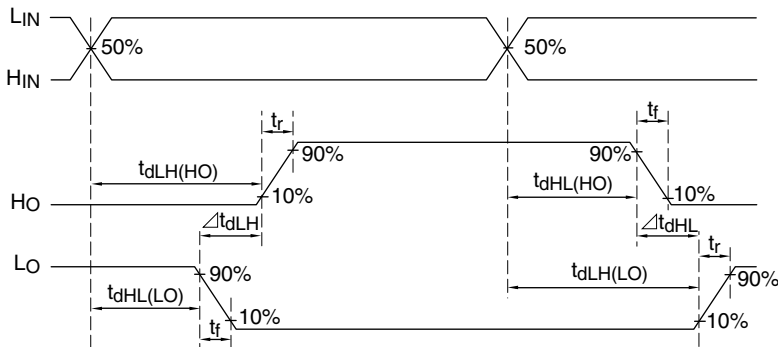 LIN
50%
50%
HIN
tr
tf
90%
90%
tdLH(HO)
tdHL(HO)
10%
10%
HO
⊿tdLH
⊿tdHL
tr
LO
90%
tdLH(LO)
90%
tdHL(LO)
10%
10%
tf